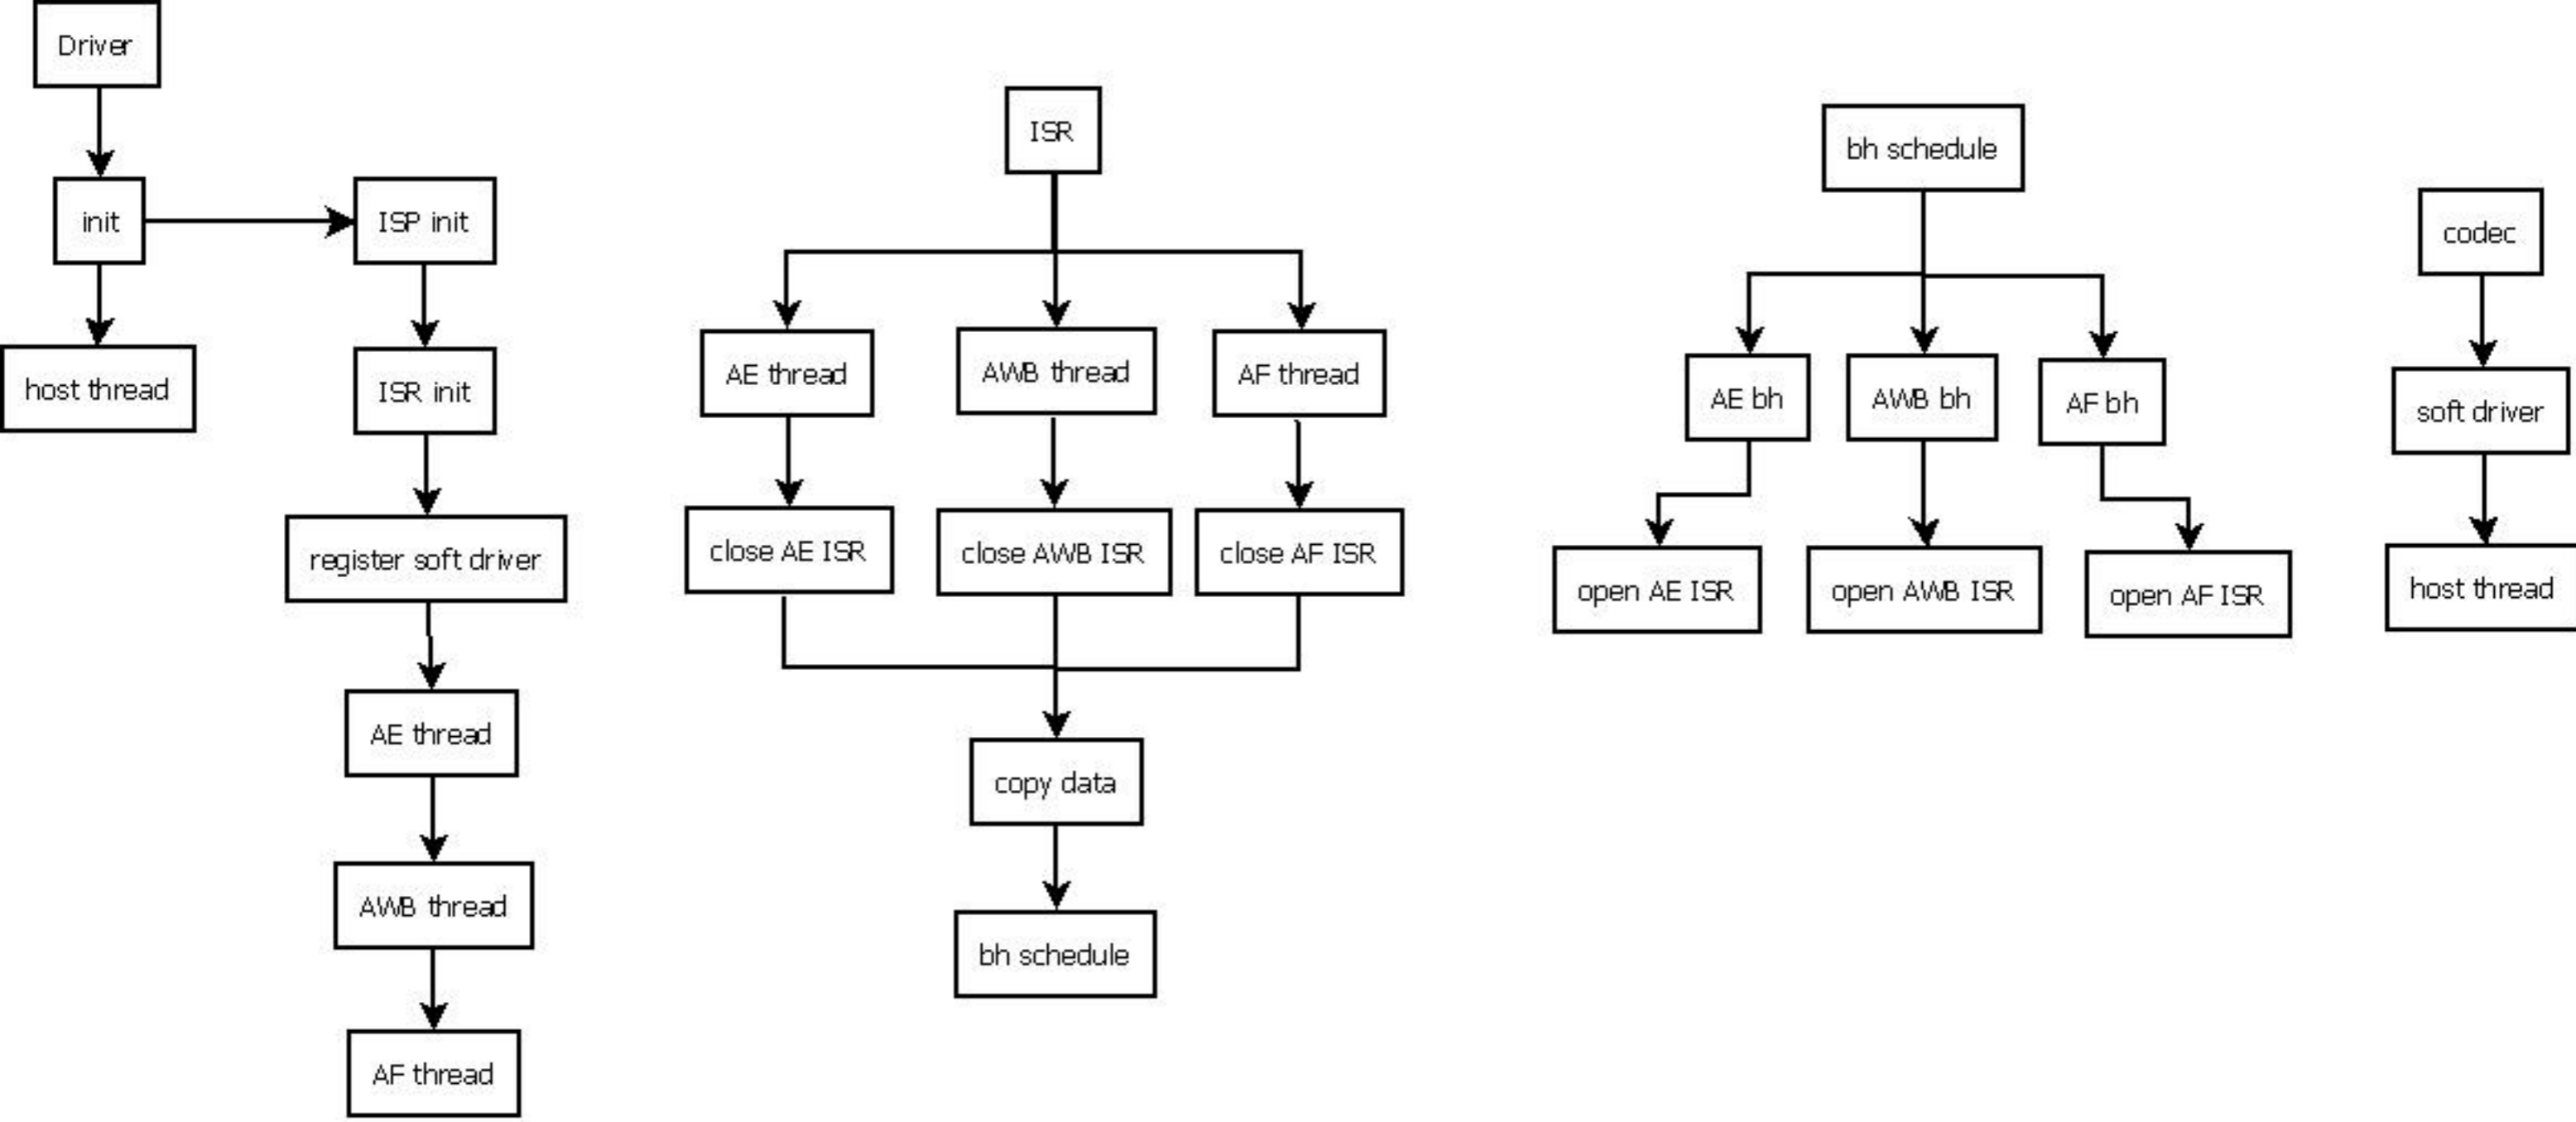 Driver
init
ISP init
host thread
ISR init
register soft driver
AE thread
AWB thread
AF thread
ISR
AE thread
AWB thread
AF thread
close AE ISR
close AWB ISR
close AF ISR
copy data
bh schedule
bh schedule
AE bh
AWB bh
AF bh
open AE ISR
open AWB ISR
open AF ISR
codec
soft driver
host thread